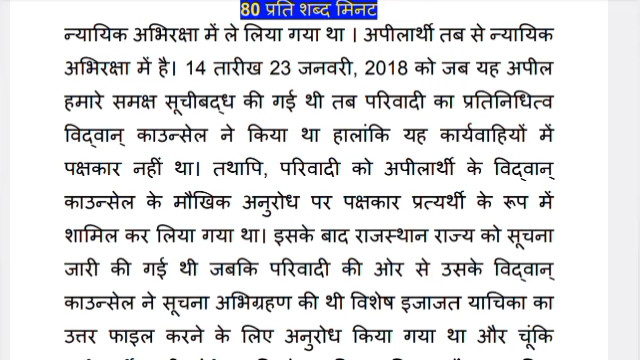 80 प्रति शब्द मिनट
न्यायिक अभिरक्षा में ले लिया गया था । अपीलार्थी तब से न्यायिक
अभिरक्षा में है। 14 तारीख 23 जनवरी, 2018 को जब यह अपील
हमारे समक्ष सूचीबद्ध की गई थी तब परिवादी का प्रतिनिधित्व
विद्वान् काउन्सेल ने किया था हालांकि यह कार्यवाहियों में
पक्षकार नहीं था। तथापि, परिवादी को अपीलार्थी के विद्वान्
काउन्सेल के मौखिक अनुरोध पर पक्षकार प्रत्यर्थी के रूप में
शामिल कर लिया गया था। इसके बाद राजस्थान राज्य को सूचना
जारी की गई थी जबकि परिवादी की ओर से उसके विद्वान्
काउन्सेल ने सूचना अभिग्रहण की थी विशेष इजाजत याचिका का
उत्तर फाइल करने के लिए अनुरोध किया गया था और चूंकि